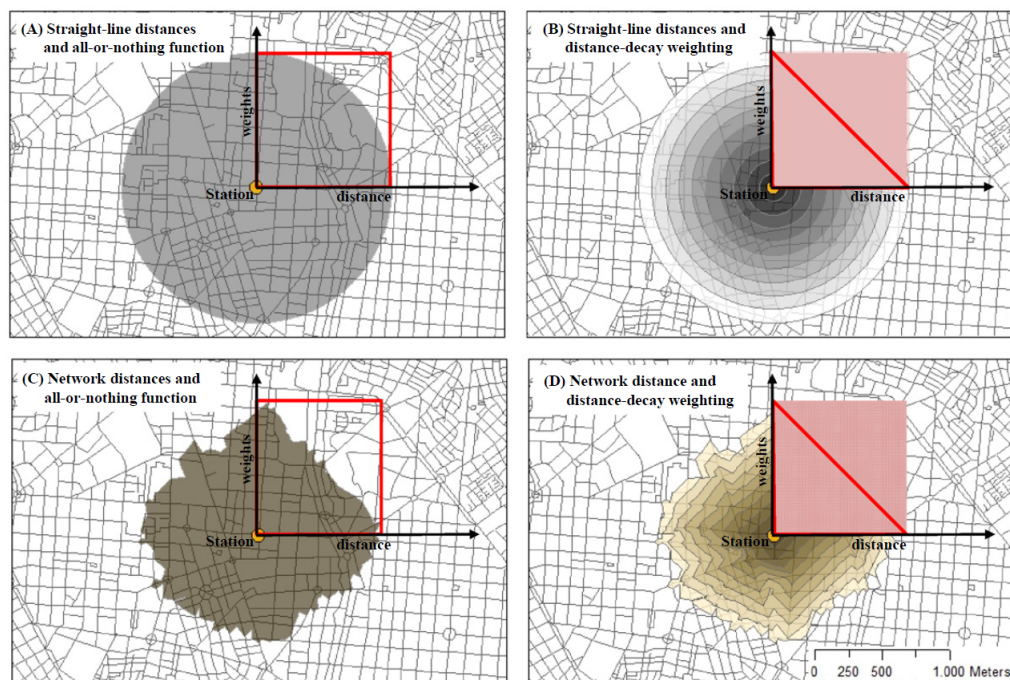 (A) Straight-line distances
and all-or-nothing function
weights
Station
distance
(B) Straight-line distances and
distance-decay weighting
weights
Station
distance
(C) Network distances and
all-or-nothing function
weights
Station
distance
(D) Network distance and
distance-decay weighting
weights
Station
distance
0 250 500 1.000 Meters